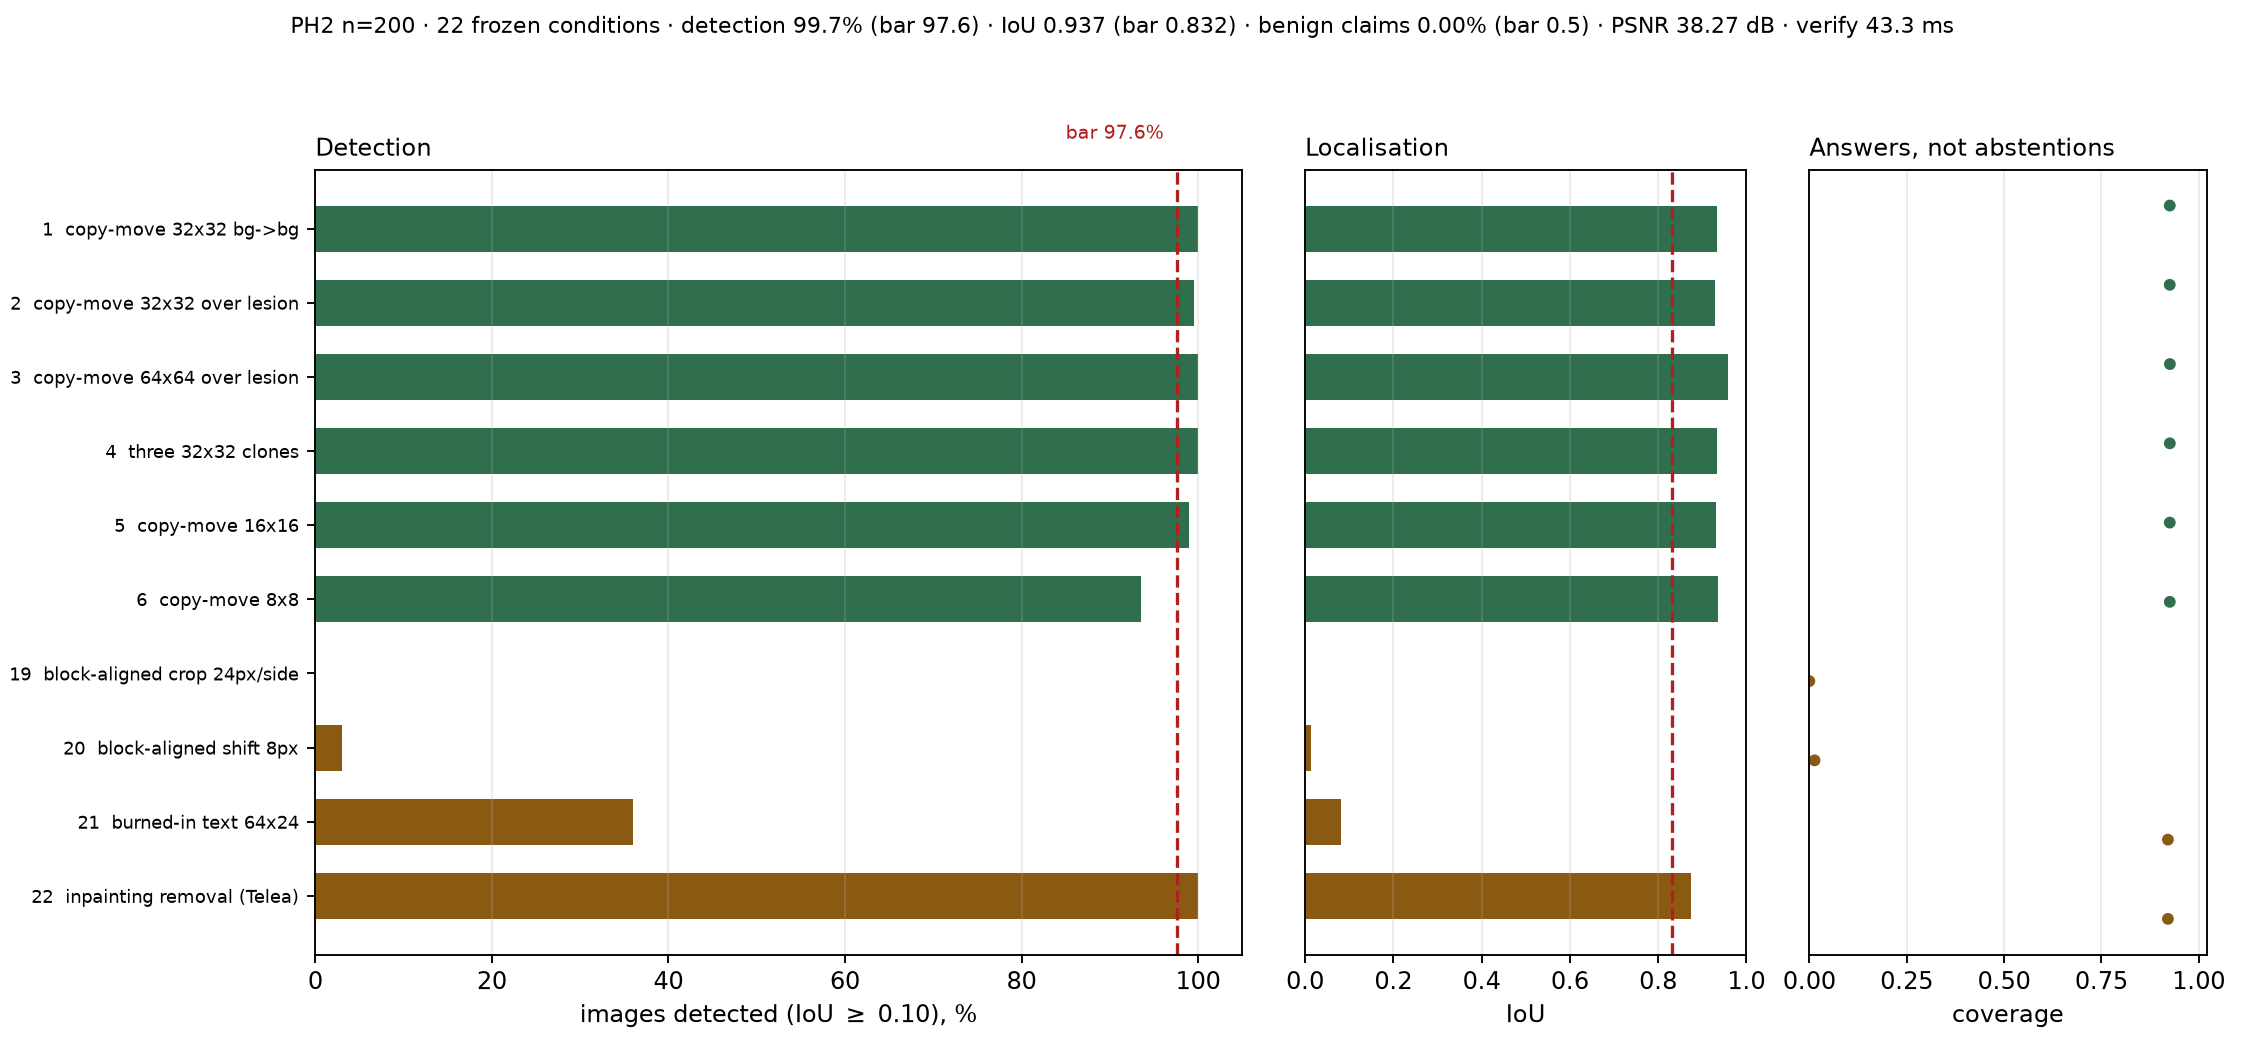 PH2 n=200 · 22 frozen conditions · detection 99.7% (bar 97.6) · IoU 0.937 (bar 0.832) · benign claims 0.00% (bar 0.5) · PSNR 38.27 dB · verify 43.3 ms
bar 97.6%
Detection
Localisation
Answers, not abstentions
1 copy-move 32x32 bg->bg
2 copy-move 32x32 over lesion
3 copy-move 64x64 over lesion
4 three 32x32 clones
5 copy-move 16x16
6 copy-move 8x8
19 block-aligned crop 24px/side
20 block-aligned shift 8px
21 burned-in text 64x24
22 inpainting removal (Telea)
0 20 40 60 80 100
0.0 0.2 0.4 0.6 0.8 1.0
0.00 0.25 0.50 0.75 1.00
images detected (IoU ≥ 0.10), %
IoU
coverage